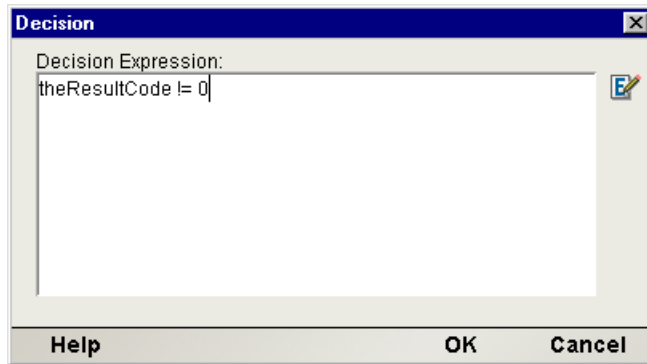 Decision
Decision Expression:
theResultCode != 0
E
Help OK Cancel